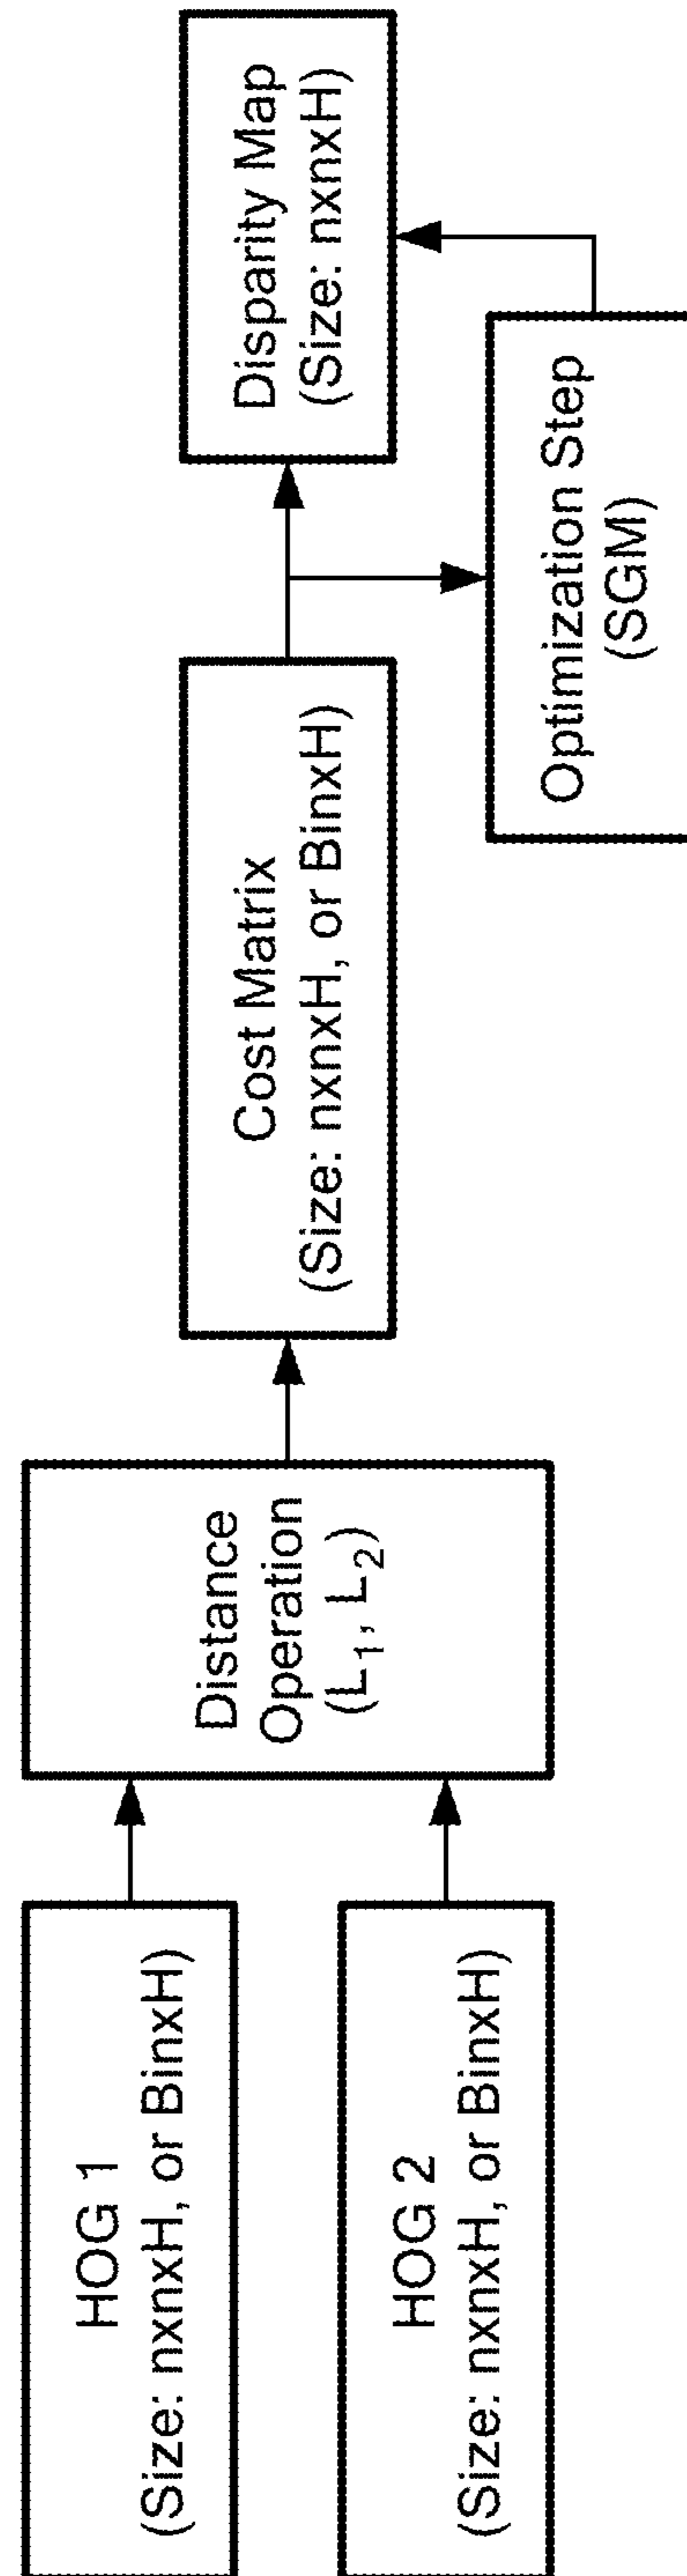 HOG 1
(Size: nxnxH, or BinxH)
HOG 2
(Size: nxnxH, or BinxH)
Distance
Operation
(L₁, L₂)
Cost Matrix
(Size: nxnxH, or BinxH)
Disparity Map
(Size: nxnxH)
Optimization Step
(SGM)